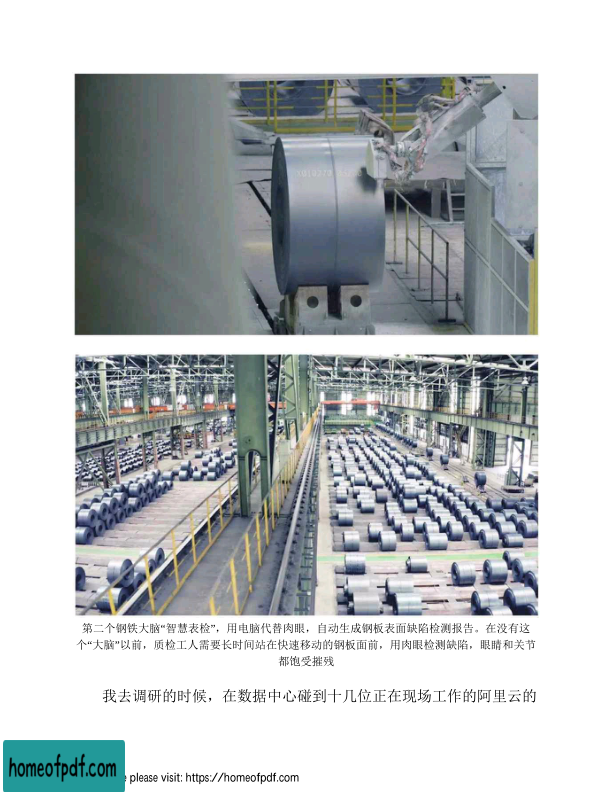 第二个钢铁大脑“智慧表检”，用电脑代替肉眼，自动生成钢板表面缺陷检测报告。在没有这
个“大脑”以前，质检工人需要长时间站在快速移动的钢板面前，用肉眼检测缺陷，眼睛和关节
都饱受摧残
我去调研的时候，在数据中心碰到十几位正在现场工作的阿里云的
homeofpdf.com
e please visit: https://homeofpdf.com